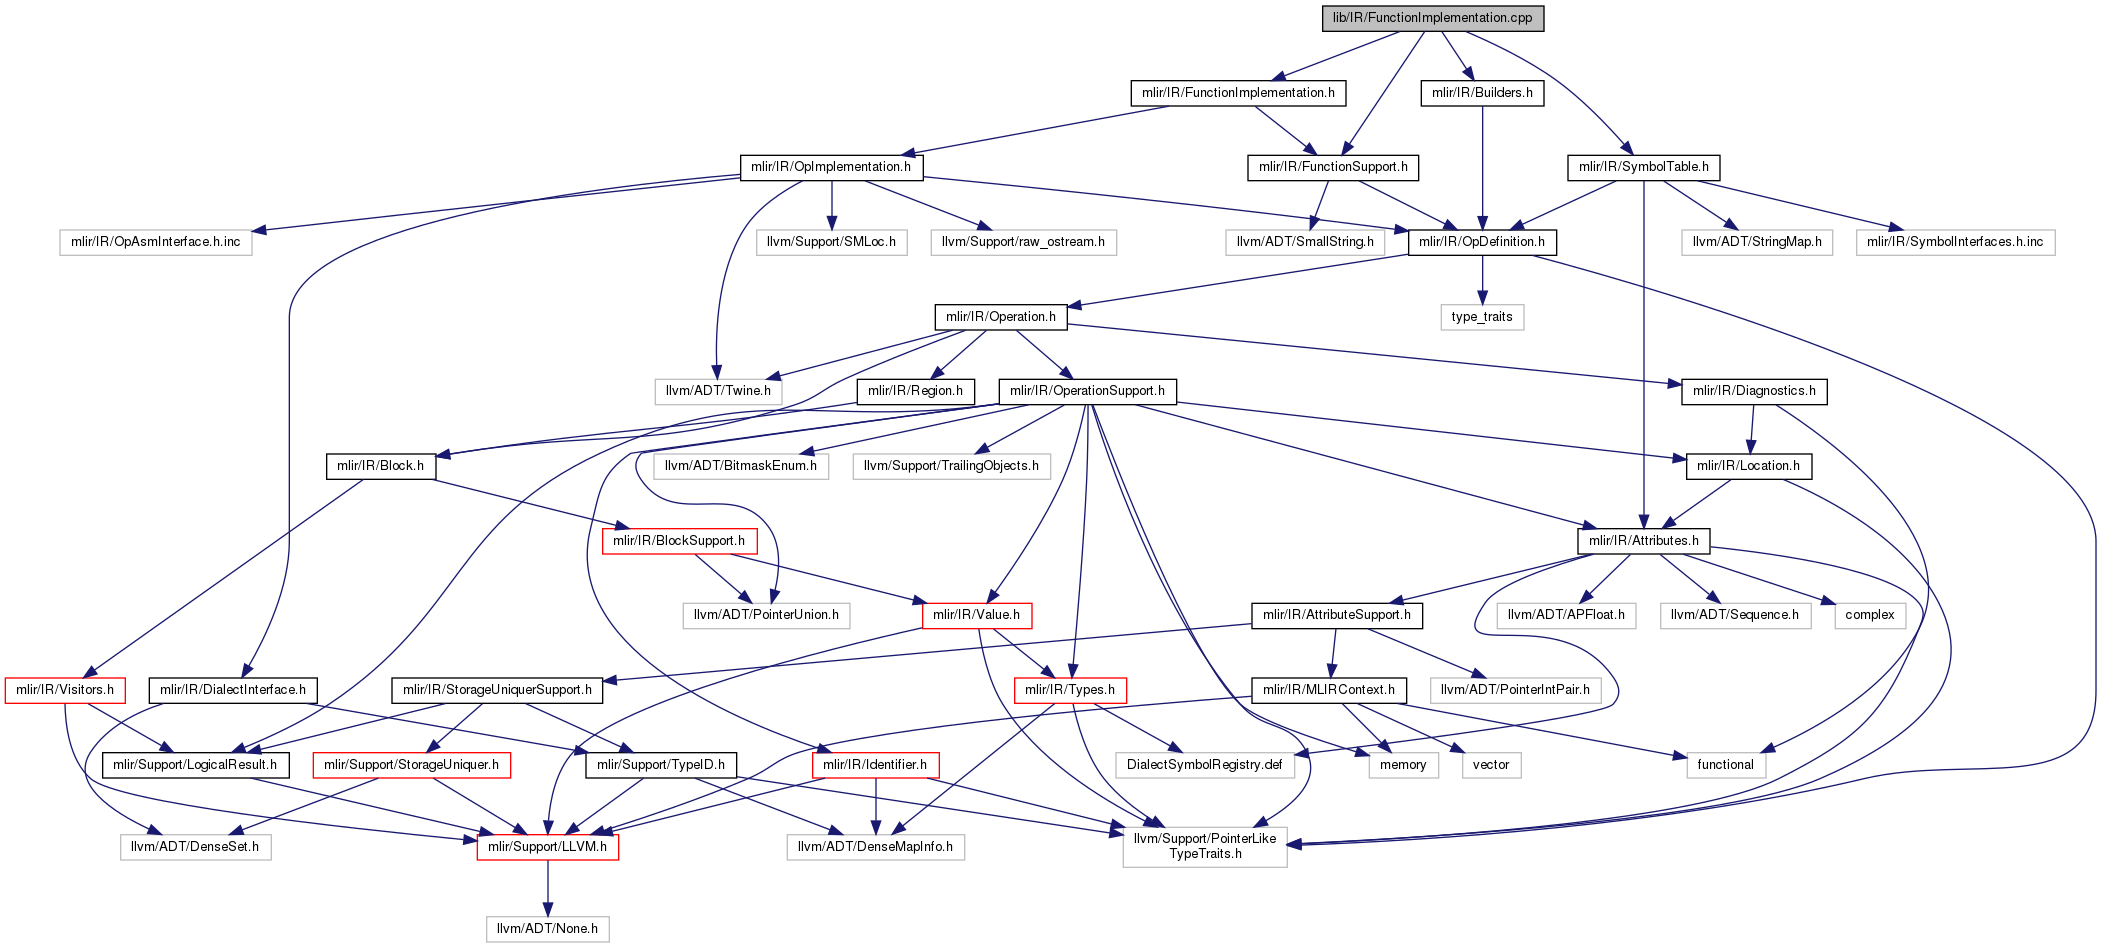 lib/IR/FunctionImplementation.cpp
mlir/IR/FunctionImplementation.h
mlir/IR/Builders.h
mlir/IR/OpImplementation.h
mlir/IR/FunctionSupport.h
mlir/IR/SymbolTable.h
mlir/IR/OpAsmInterface.h.inc
llvm/Support/SMLoc.h
llvm/Support/raw_ostream.h
llvm/ADT/SmallString.h
mlir/IR/OpDefinition.h
llvm/ADT/StringMap.h
mlir/IR/SymbolInterfaces.h.inc
mlir/IR/Operation.h
type_traits
llvm/ADT/Twine.h
mlir/IR/Region.h
mlir/IR/OperationSupport.h
mlir/IR/Diagnostics.h
mlir/IR/Block.h
llvm/ADT/BitmaskEnum.h
llvm/Support/TrailingObjects.h
mlir/IR/Location.h
mlir/IR/BlockSupport.h
mlir/IR/Attributes.h
llvm/ADT/PointerUnion.h
mlir/IR/Value.h
mlir/IR/AttributeSupport.h
llvm/ADT/APFloat.h
llvm/ADT/Sequence.h
complex
mlir/IR/Visitors.h
mlir/IR/DialectInterface.h
mlir/IR/StorageUniquerSupport.h
mlir/IR/Types.h
mlir/IR/MLIRContext.h
llvm/ADT/PointerIntPair.h
mlir/Support/LogicalResult.h
mlir/Support/StorageUniquer.h
mlir/Support/TypeID.h
mlir/IR/Identifier.h
DialectSymbolRegistry.def
memory
vector
functional
llvm/ADT/DenseSet.h
mlir/Support/LLVM.h
llvm/ADT/DenseMapInfo.h
llvm/Support/PointerLike
TypeTraits.h
llvm/ADT/None.h